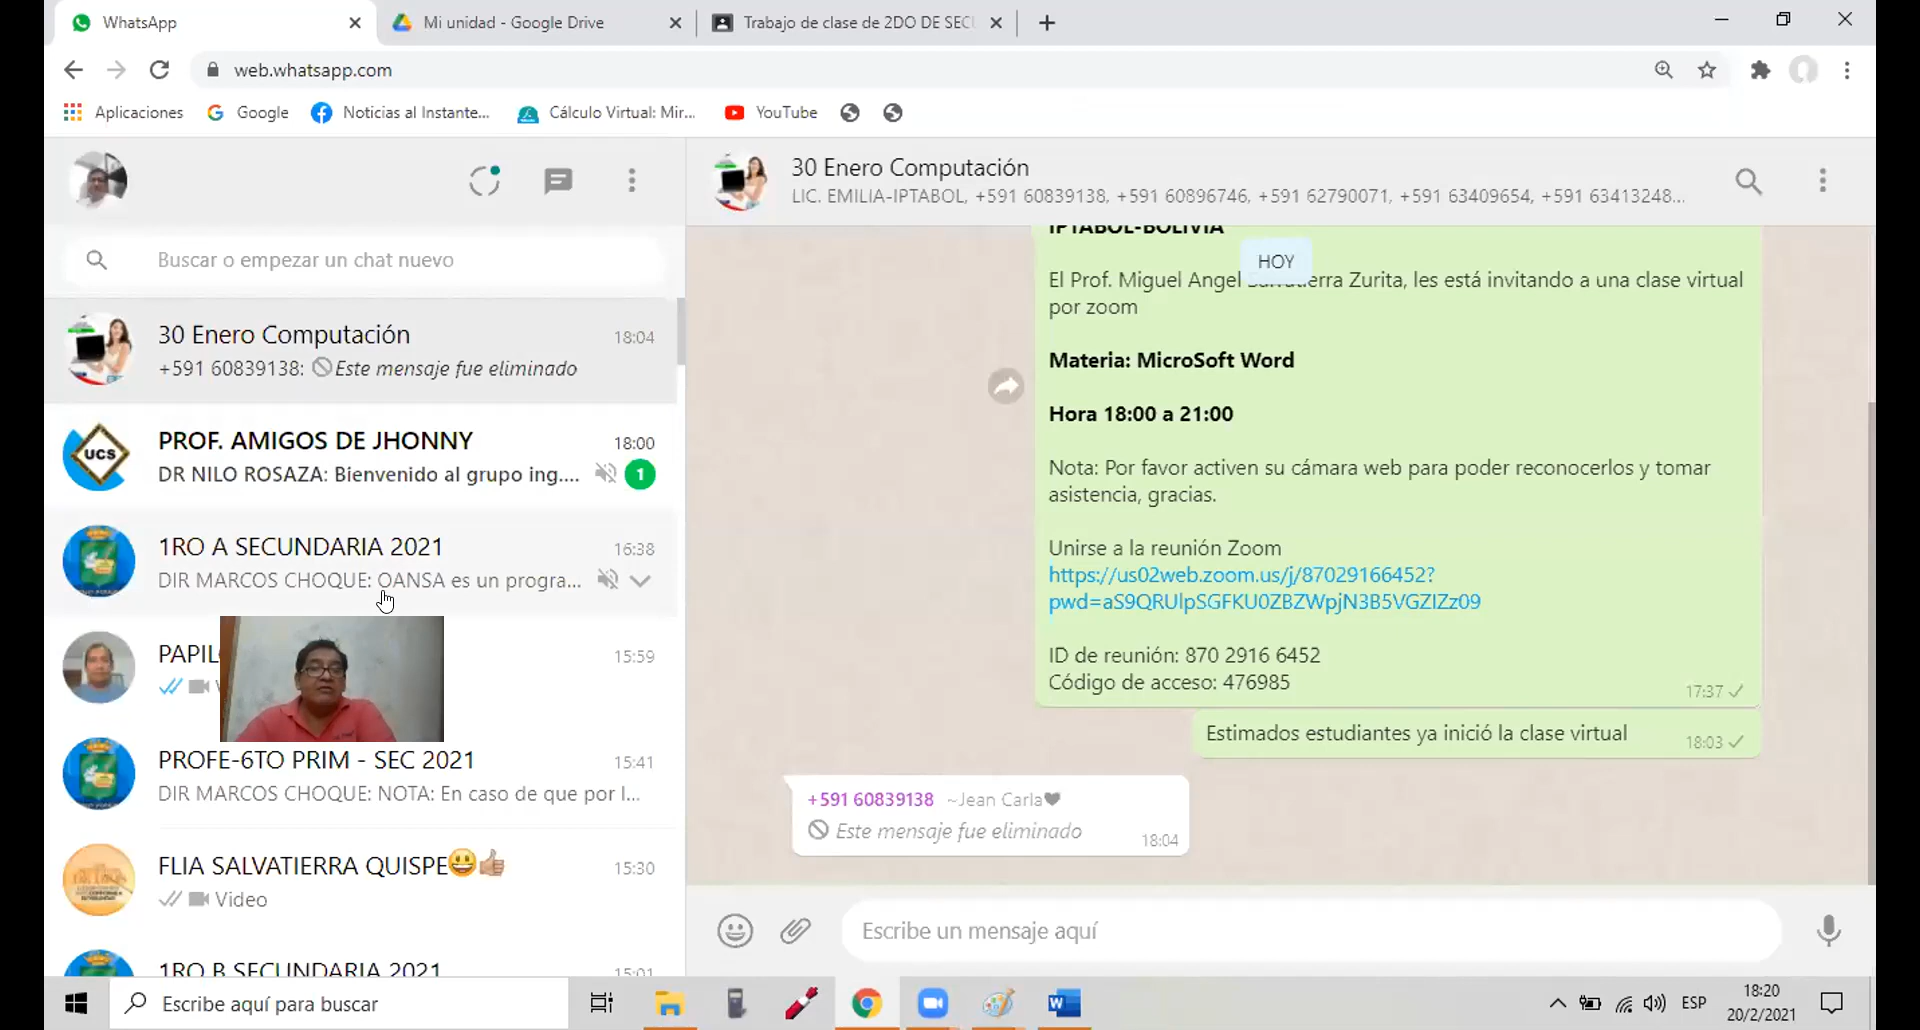 WhatsApp
Mi unidad - Google Drive
Trabajo de clase de 2DO DE SEC
web.whatsapp.com
Aplicaciones
Google
Noticias al Instante...
Cálculo Virtual: Mir...
YouTube
Buscar o empezar un chat nuevo
30 Enero Computación
18:04
+591 60839138: Este mensaje fue eliminado
UCS
PROF. AMIGOS DE JHONNY
18:00
DR NILO ROSAZA: Bienvenido al grupo ing....
1
1RO A SECUNDARIA 2021
16:38
DIR MARCOS CHOQUE: OANSA es un progra...
PAPIL
15:59
PROFE-6TO PRIM - SEC 2021
15:41
DIR MARCOS CHOQUE: NOTA: En caso de que por l...
FLIA SALVATIERRA QUISPE😃👍
15:30
Video
1RO B SECUNDARIA 2021
15:01
30 Enero Computación
LIC. EMILIA-IPTABOL, +591 60839138, +591 60896746, +591 62790071, +591 63409654, +591 63413248...
IPTABOL-BOLIVIA
HOY
El Prof. Miguel Angel Zurita, les está invitando a una clase virtual
por zoom
Materia: MicroSoft Word
Hora 18:00 a 21:00
Nota: Por favor activen su cámara web para poder reconocerlos y tomar
asistencia, gracias.
Unirse a la reunión Zoom
https://us02web.zoom.us/j/87029166452?
pwd=aS9QRUlpSGFKU0ZBZWpjN3B5VGZIZz09
ID de reunión: 870 2916 6452
Código de acceso: 476985
17:37
Estimados estudiantes ya inició la clase virtual
18:03
+591 60839138 ~Jean Carla🖤
Este mensaje fue eliminado
18:04
Escribe un mensaje aquí
Escribe aquí para buscar
ESP
18:20
20/2/2021